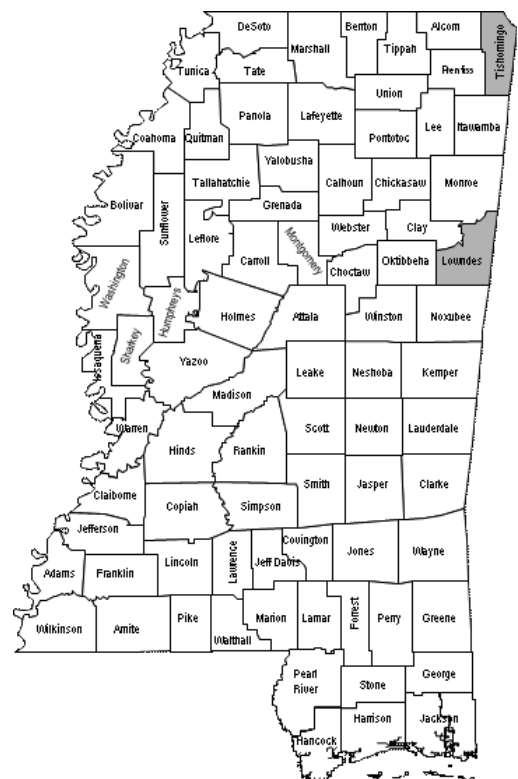 DeSoto
Benton
Alcorn
Tishomingo
Marshall
Tippah
Tunica
Tate
Prentiss
Union
Panola
Lafeyette
Coahoma
Quitman
Pontotoc
Lee
Itawamba
Yalobusha
Tallahatchie
Calhoun
Chickasaw
Monroe
Bolivar
Sunflower
Grenada
Leflore
Webster
Clay
Montgomery
Carroll
Choctaw
Oktibbeha
Lowndes
Washington
Humphreys
Holmes
Attala
Winston
Noxubee
Sharkey
Issaquena
Yazoo
Leake
Neshoba
Kemper
Madison
Warren
Scott
Newton
Lauderdale
Hinds
Rankin
Claiborne
Smith
Jasper
Clarke
Copiah
Simpson
Jefferson
Covington
Jones
Wayne
Adams
Franklin
Lincoln
Lawrence
Jeff Davis
Wilkinson
Amite
Pike
Walthall
Marion
Lamar
Forrest
Perry
Greene
Pearl
River
Stone
George
Harrison
Jackson
Hancock